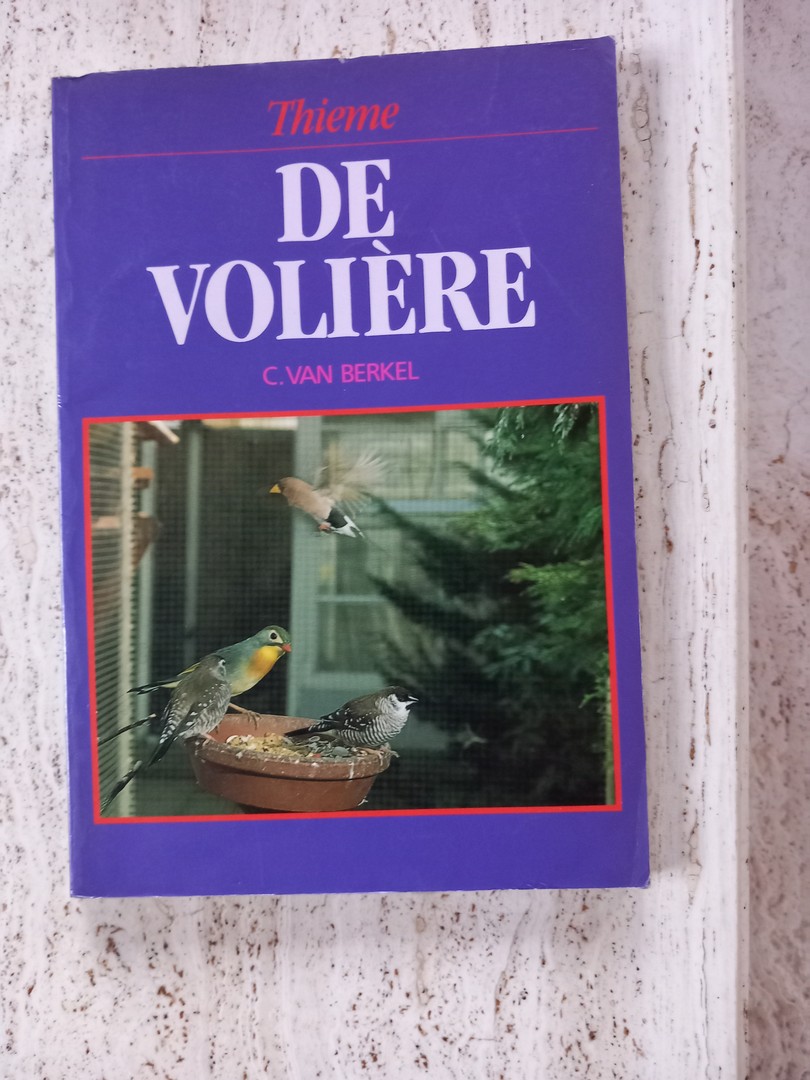 Thieme
DE
VOLIÈRE
C. VAN BERKEL